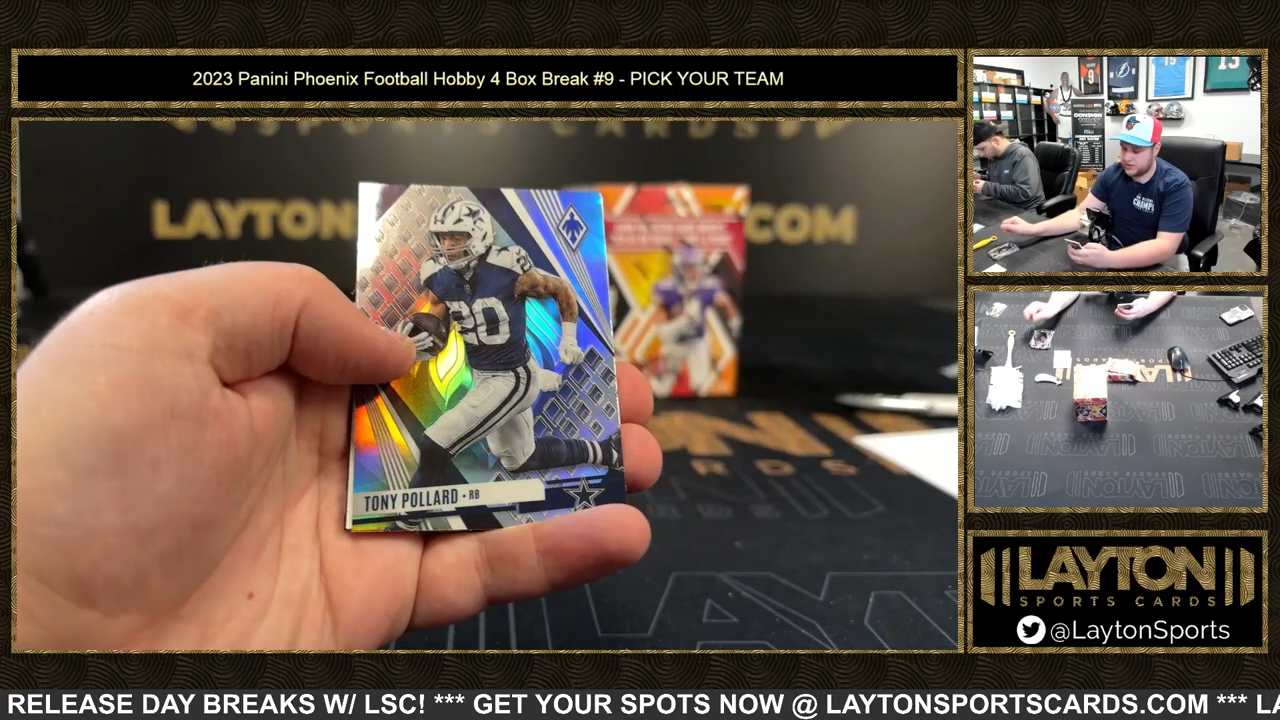 2023 Panini Phoenix Football Hobby 4 Box Break #9 - PICK YOUR TEAM
LAYTON
COM
20
TONY POLLARD • RB
LAYTON
SPORTS CARDS
@LaytonSports
RELEASE DAY BREAKS W/ LSC! *** GET YOUR SPOTS NOW @ LAYTONSPORTSCARDS.COM *** LA